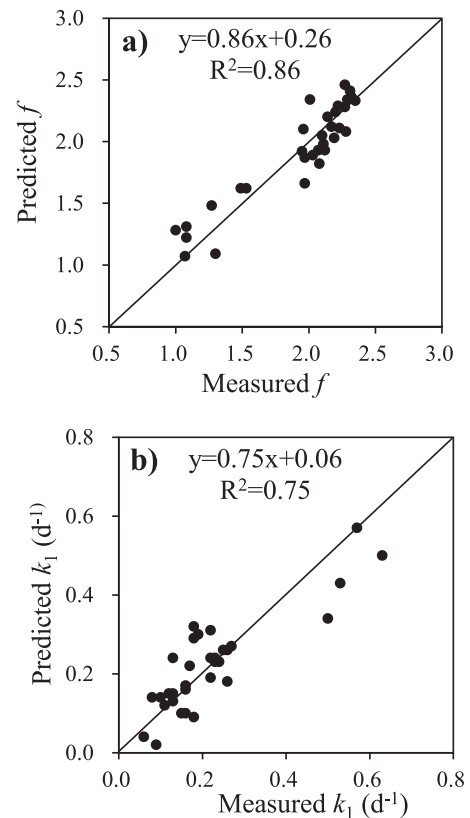 a)
y=0.86x+0.26
R²=0.86
3.0
2.5
2.0
1.5
1.0
0.5
Predicted f
0.5 1.0 1.5 2.0 2.5 3.0
Measured f
b)
y=0.75x+0.06
R²=0.75
0.8
0.6
0.4
0.2
0.0
Predicted k₁ (d⁻¹)
0.0 0.2 0.4 0.6 0.8
Measured k₁ (d⁻¹)